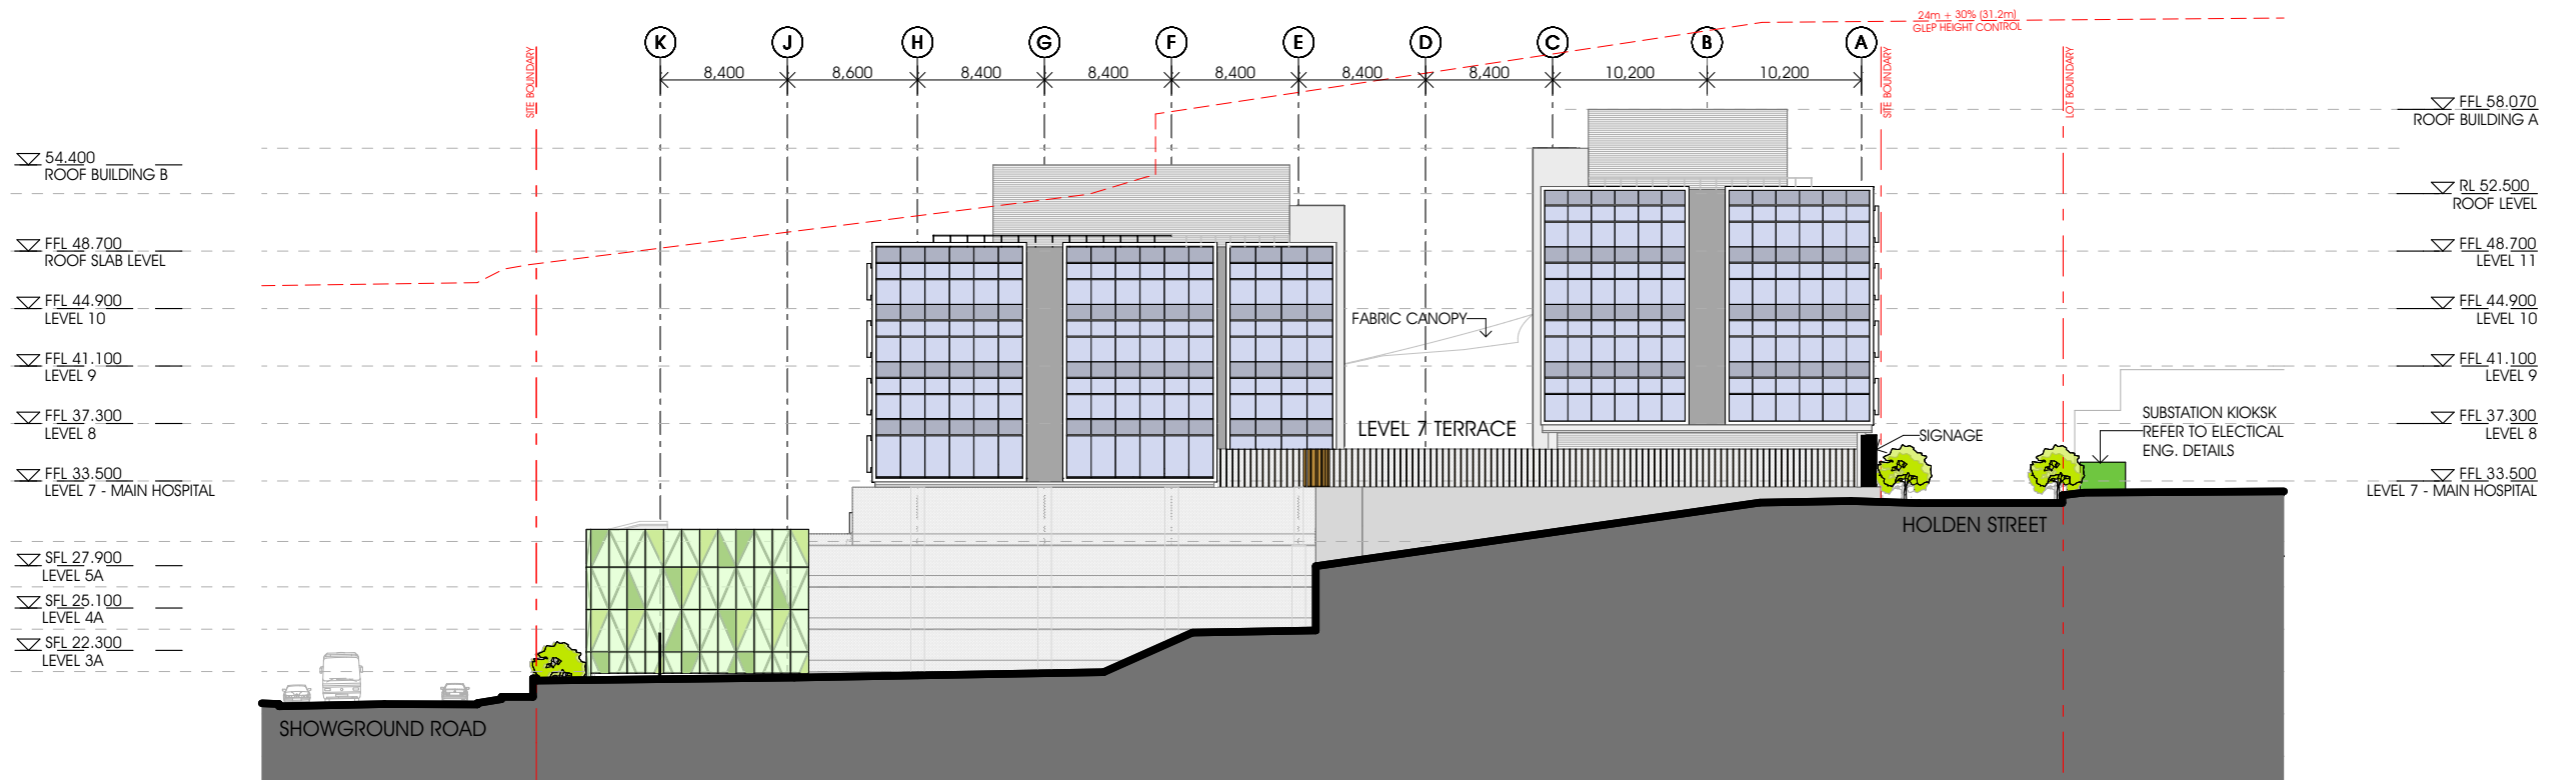 24m + 30% (31.2m)
GLEP HEIGHT CONTROL
K
J
H
G
F
E
D
C
B
A
8,400
8,600
8,400
8,400
8,400
8,400
8,400
10,200
10,200
SITE BOUNDARY
SITE BOUNDARY
LOT BOUNDARY
54.400
ROOF BUILDING B
FFL 48.700
ROOF SLAB LEVEL
FFL 44.900
LEVEL 10
FFL 41.100
LEVEL 9
FFL 37.300
LEVEL 8
FFL 33.500
LEVEL 7 - MAIN HOSPITAL
SFL 27.900
LEVEL 5A
SFL 25.100
LEVEL 4A
SFL 22.300
LEVEL 3A
FABRIC CANOPY
LEVEL 7 TERRACE
SIGNAGE
SUBSTATION KIOKSK
REFER TO ELECTICAL
ENG. DETAILS
HOLDEN STREET
SHOWGROUND ROAD
FFL 58.070
ROOF BUILDING A
RL 52.500
ROOF LEVEL
FFL 48.700
LEVEL 11
FFL 44.900
LEVEL 10
FFL 41.100
LEVEL 9
FFL 37.300
LEVEL 8
FFL 33.500
LEVEL 7 - MAIN HOSPITAL